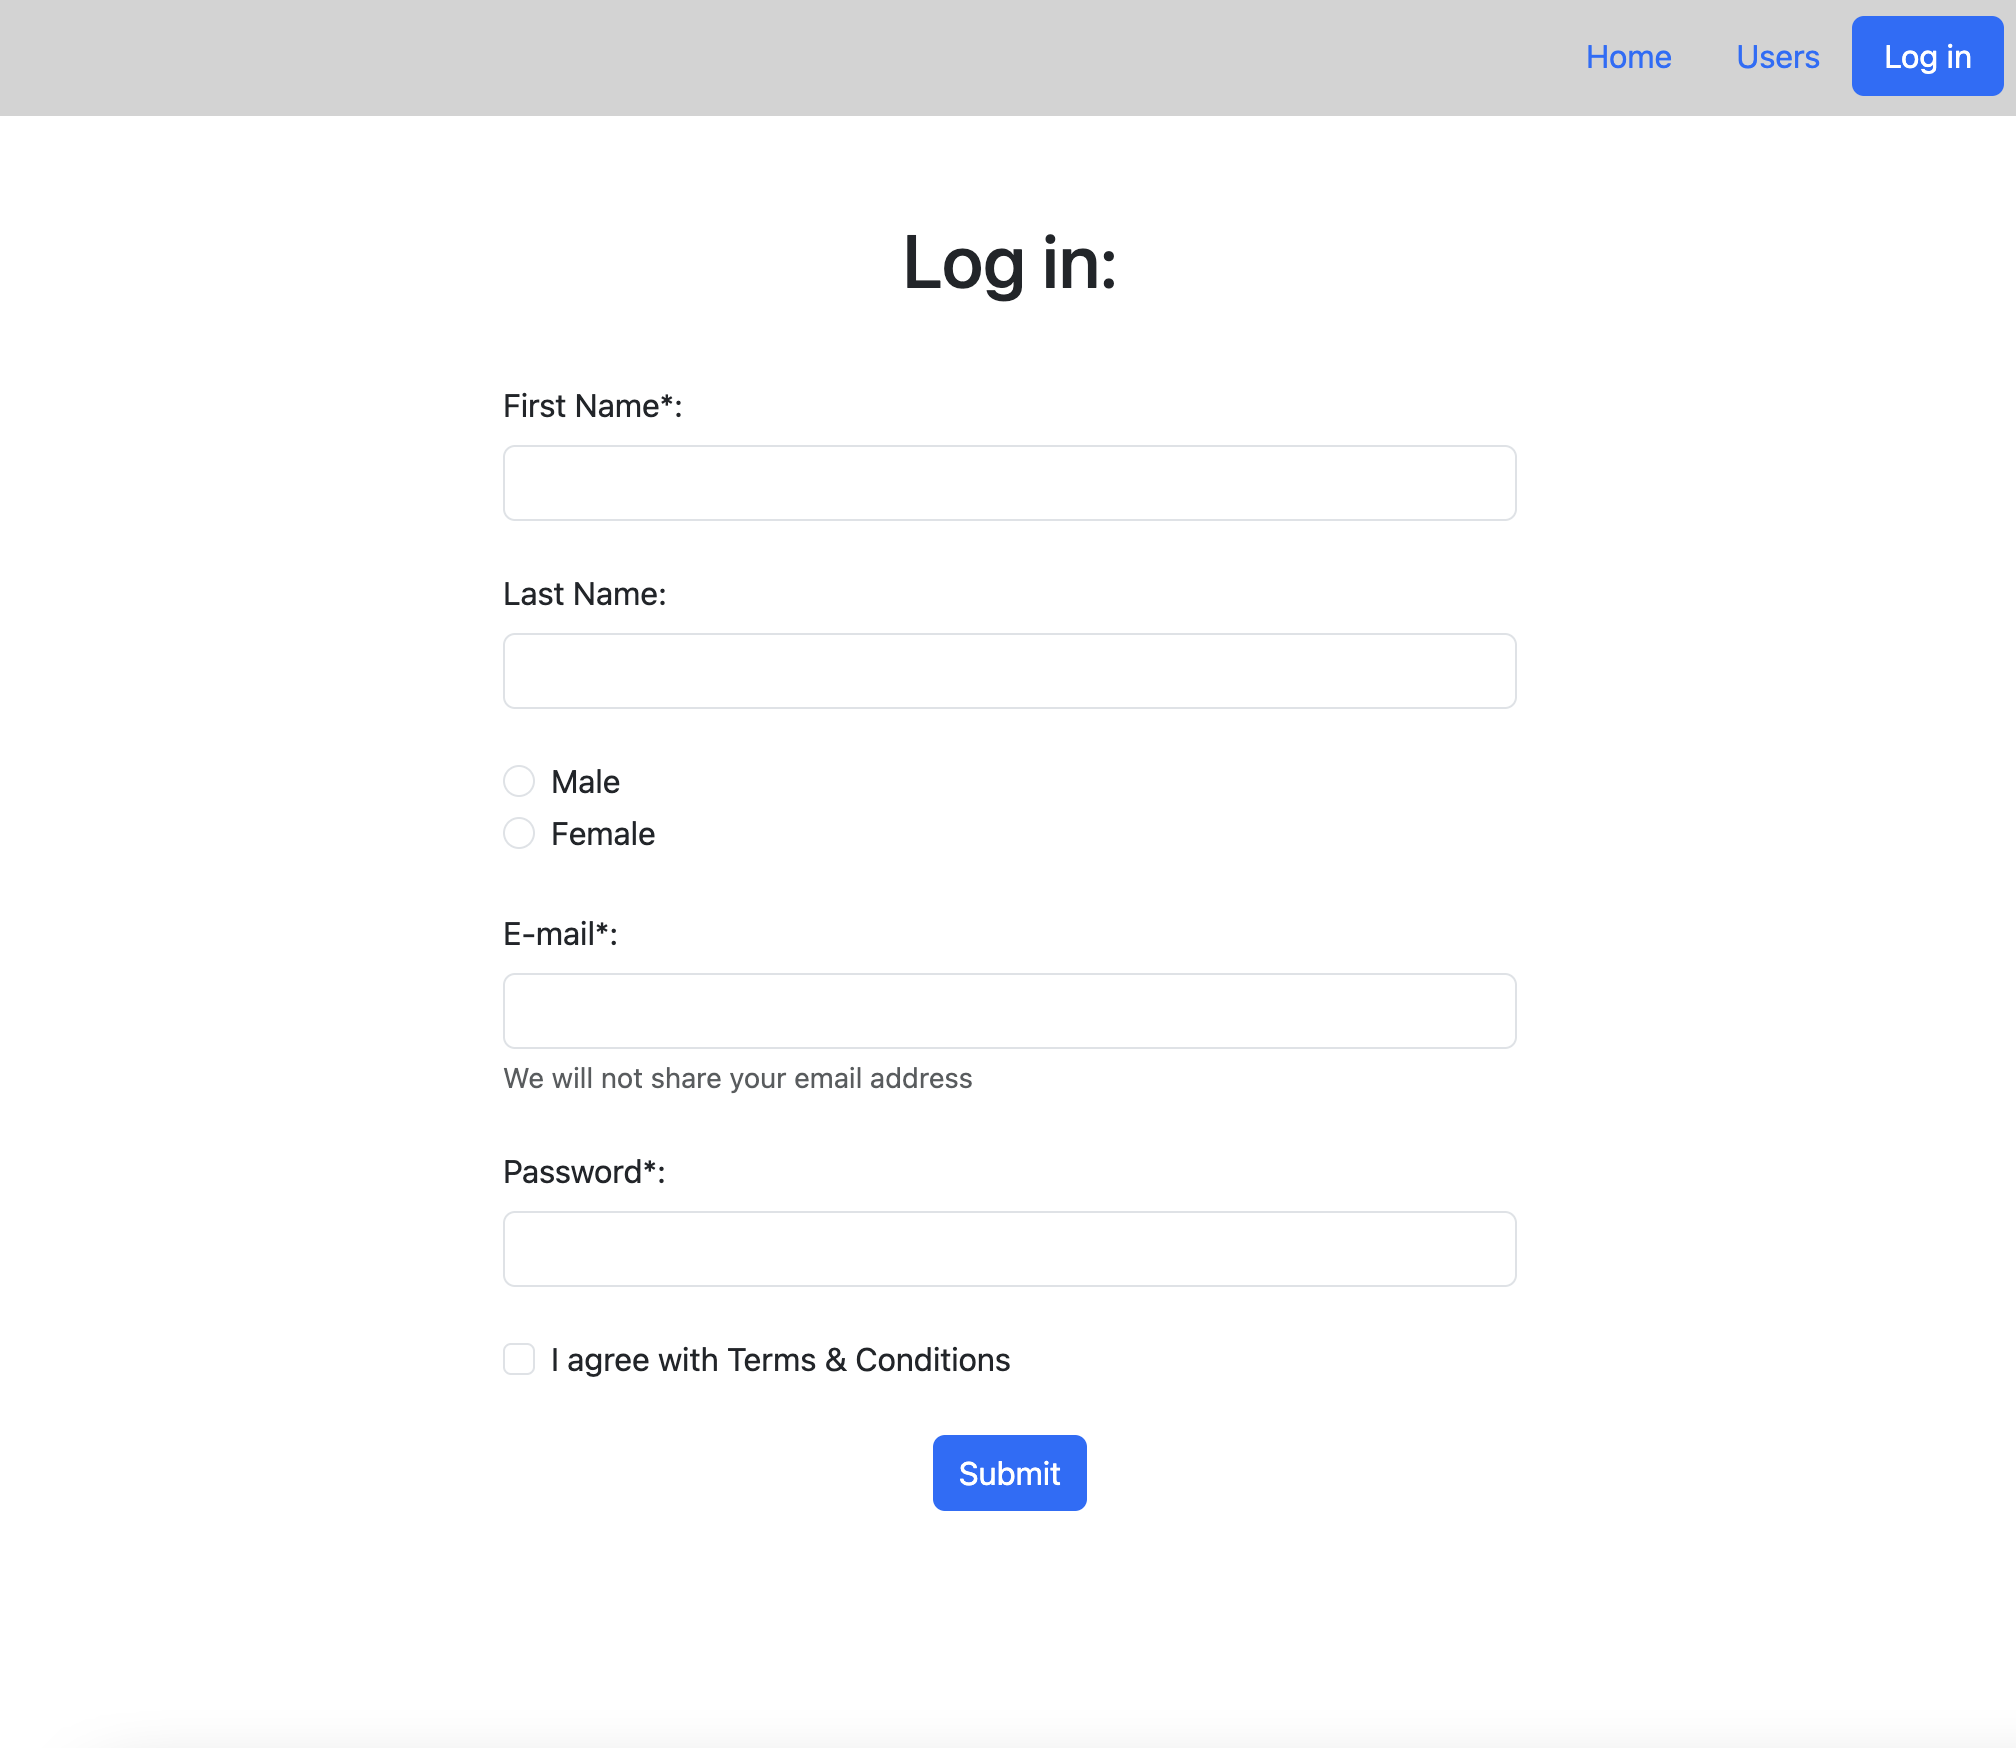 Home Users Log in
Log in:
First Name*:
Last Name:
Male
Female
E-mail*:
We will not share your email address
Password*:
I agree with Terms & Conditions
Submit